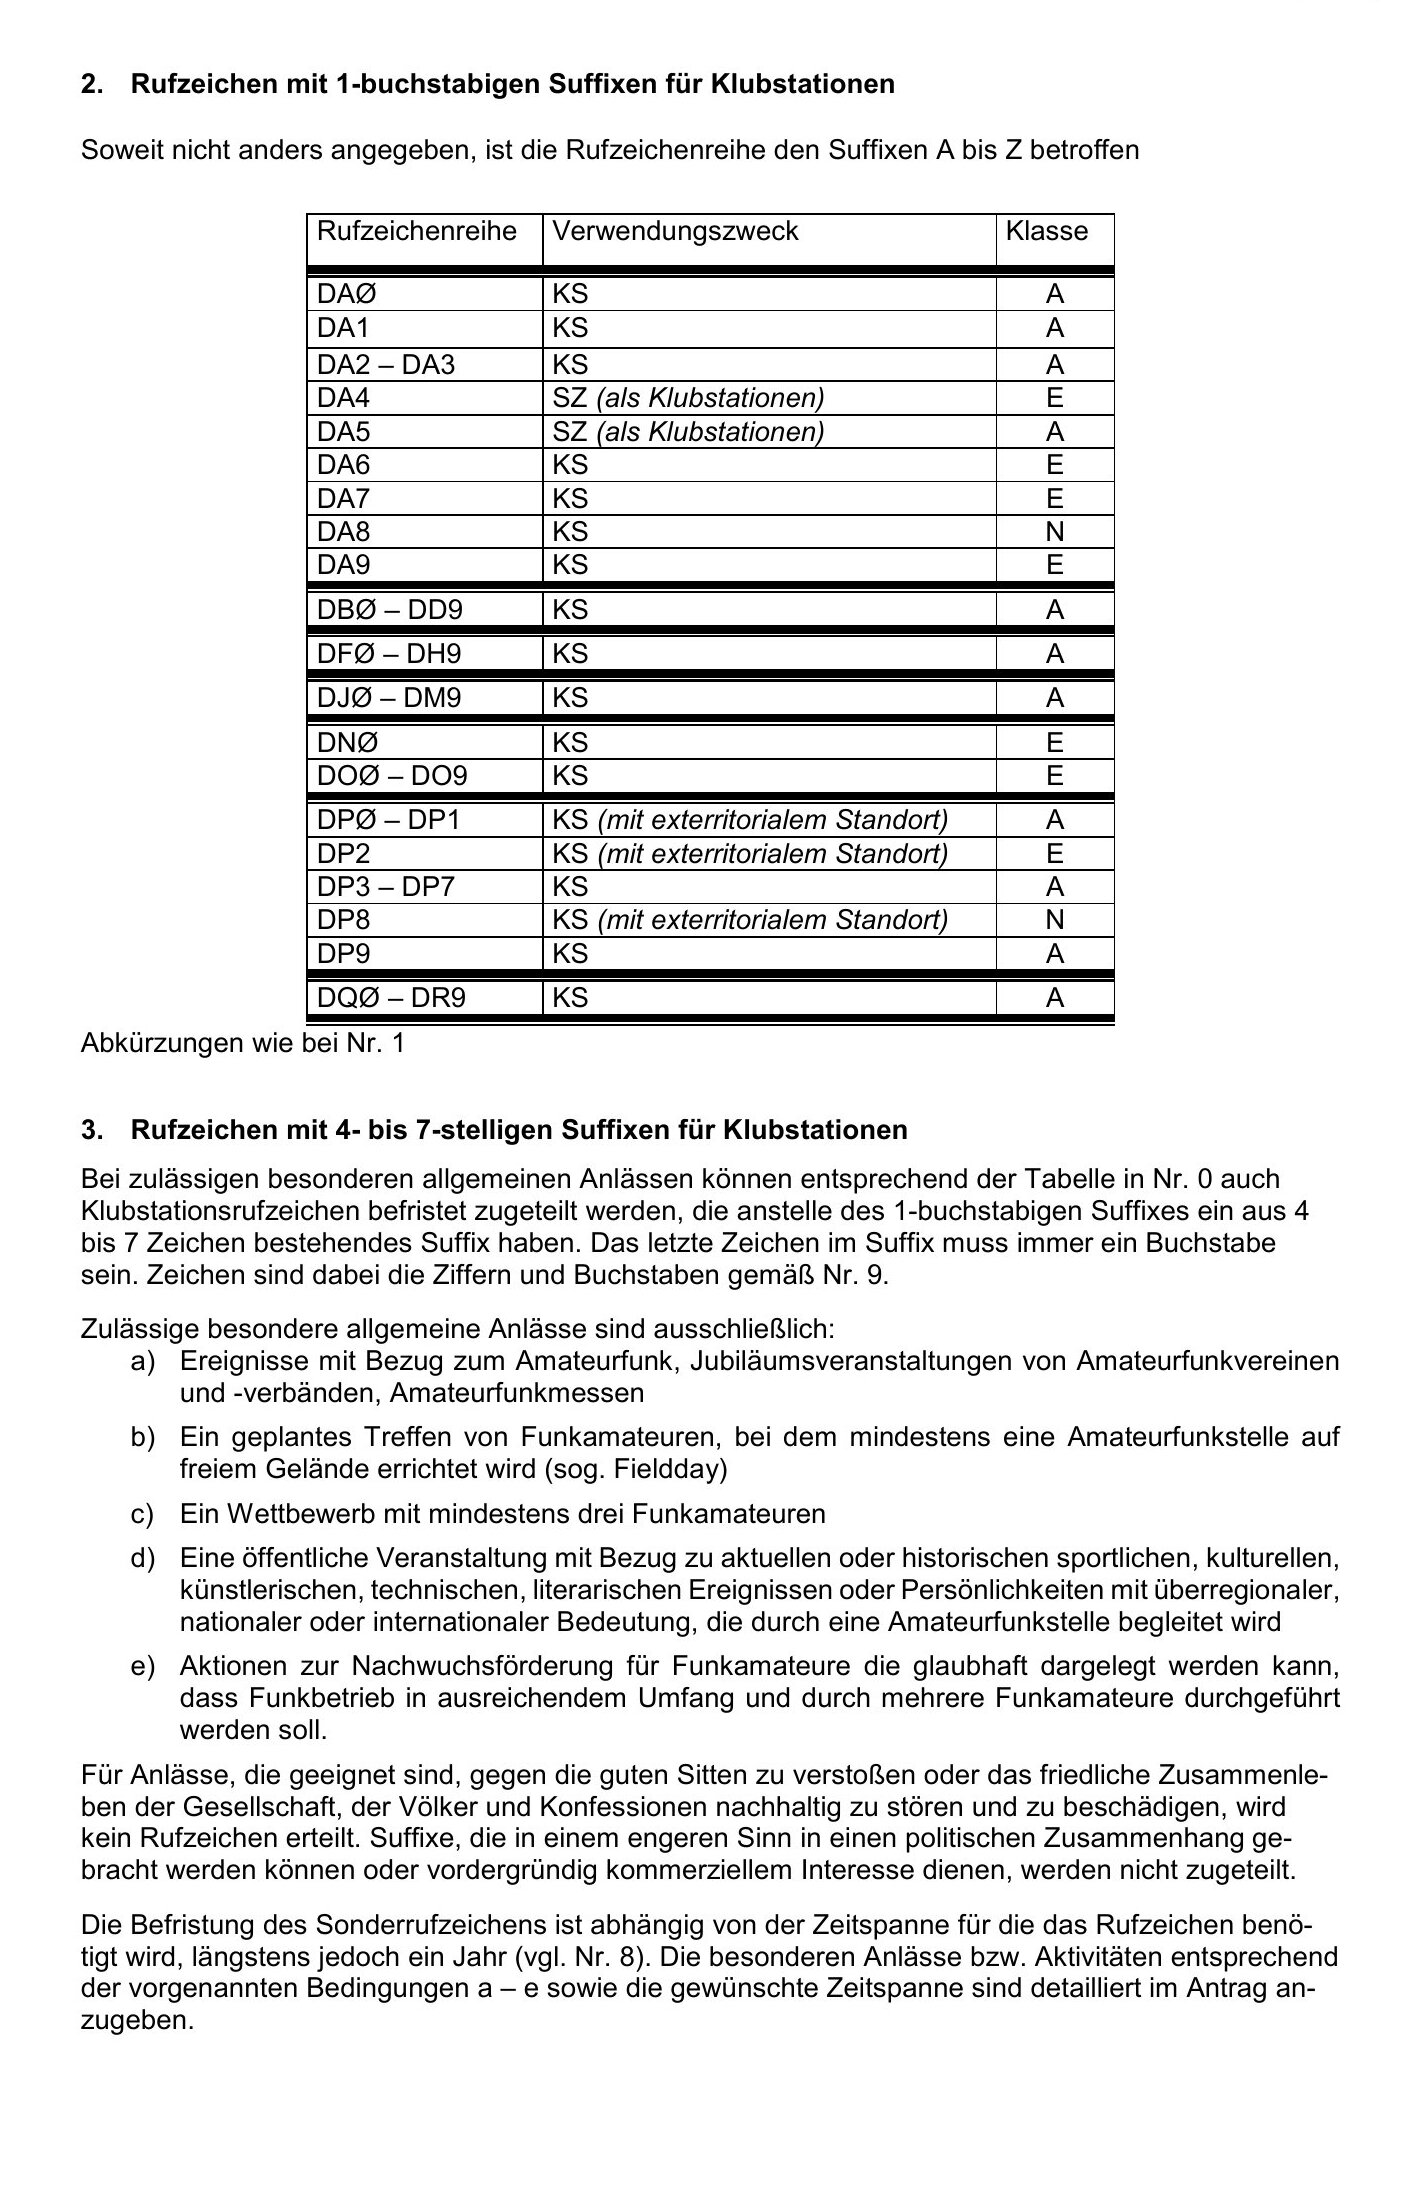 2. Rufzeichen mit 1-buchstabigen Suffixen für Klubstationen
Soweit nicht anders angegeben, ist die Rufzeichenreihe den Suffixen A bis Z betroffen
Rufzeichenreihe Verwendungszweck Klasse
DAØ KS A
DA1 KS A
DA2 – DA3 KS A
DA4 SZ (als Klubstationen) E
DA5 SZ (als Klubstationen) A
DA6 KS E
DA7 KS E
DA8 KS N
DA9 KS E
DBØ – DD9 KS A
DFØ – DH9 KS A
DJØ – DM9 KS A
DNØ KS E
DOØ – DO9 KS E
DPØ – DP1 KS (mit exterritorialem Standort) A
DP2 KS (mit exterritorialem Standort) E
DP3 – DP7 KS A
DP8 KS (mit exterritorialem Standort) N
DP9 KS A
DQØ – DR9 KS A
Abkürzungen wie bei Nr. 1
3. Rufzeichen mit 4- bis 7-stelligen Suffixen für Klubstationen
Bei zulässigen besonderen allgemeinen Anlässen können entsprechend der Tabelle in Nr. 0 auch
Klubstationsrufzeichen befristet zugeteilt werden, die anstelle des 1-buchstabigen Suffixes ein aus 4
bis 7 Zeichen bestehendes Suffix haben. Das letzte Zeichen im Suffix muss immer ein Buchstabe
sein. Zeichen sind dabei die Ziffern und Buchstaben gemäß Nr. 9.
Zulässige besondere allgemeine Anlässe sind ausschließlich:
a) Ereignisse mit Bezug zum Amateurfunk, Jubiläumsveranstaltungen von Amateurfunkvereinen
und -verbänden, Amateurfunkmessen
b) Ein geplantes Treffen von Funkamateuren, bei dem mindestens eine Amateurfunkstelle auf
freiem Gelände errichtet wird (sog. Fieldday)
c) Ein Wettbewerb mit mindestens drei Funkamateuren
d) Eine öffentliche Veranstaltung mit Bezug zu aktuellen oder historischen sportlichen, kulturellen,
künstlerischen, technischen, literarischen Ereignissen oder Persönlichkeiten mit überregionaler,
nationaler oder internationaler Bedeutung, die durch eine Amateurfunkstelle begleitet wird
e) Aktionen zur Nachwuchsförderung für Funkamateure die glaubhaft dargelegt werden kann,
dass Funkbetrieb in ausreichendem Umfang und durch mehrere Funkamateure durchgeführt
werden soll.
Für Anlässe, die geeignet sind, gegen die guten Sitten zu verstoßen oder das friedliche Zusammenle-
ben der Gesellschaft, der Völker und Konfessionen nachhaltig zu stören und zu beschädigen, wird
kein Rufzeichen erteilt. Suffixe, die in einem engeren Sinn in einen politischen Zusammenhang ge-
bracht werden können oder vordergründig kommerziellem Interesse dienen, werden nicht zugeteilt.
Die Befristung des Sonderrufzeichens ist abhängig von der Zeitspanne für die das Rufzeichen benö-
tigt wird, längstens jedoch ein Jahr (vgl. Nr. 8). Die besonderen Anlässe bzw. Aktivitäten entsprechend
der vorgenannten Bedingungen a – e sowie die gewünschte Zeitspanne sind detailliert im Antrag an-
zugeben.